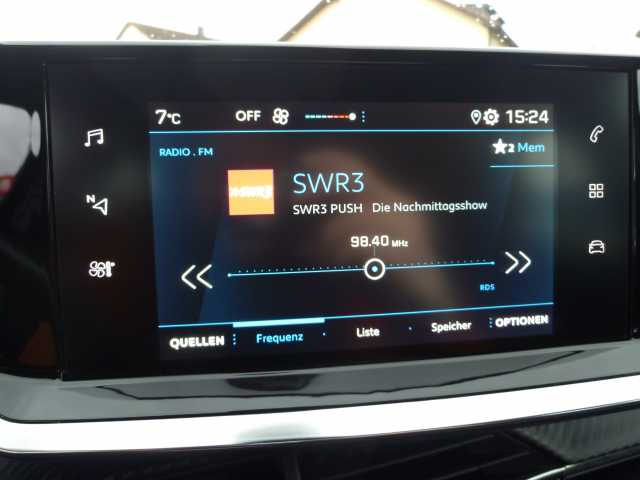 7°C OFF 15:24
RADIO . FM
2 Mem
SWR3
SWR3
SWR3 PUSH Die Nachmittagsshow
98.40 MHz
RDS
QUELLEN Frequenz Liste Speicher OPTIONEN
N